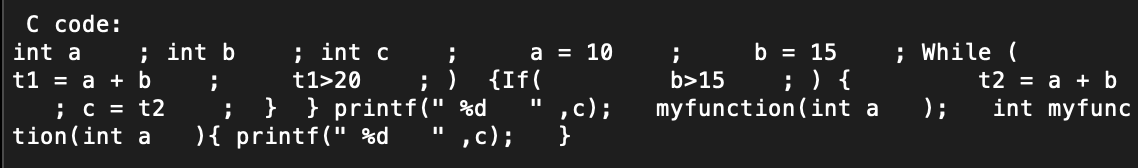 C code:
int a    ; int b    ; int c    ;     a = 10    ;     b = 15    ; While (
t1 = a + b    ;     t1>20    ; )  {If(         b>15    ; ) {         t2 = a + b
   ; c = t2    ;  }  } printf(" %d   " ,c);   myfunction(int a   );   int myfunc
tion(int a   ){ printf(" %d   " ,c);   }